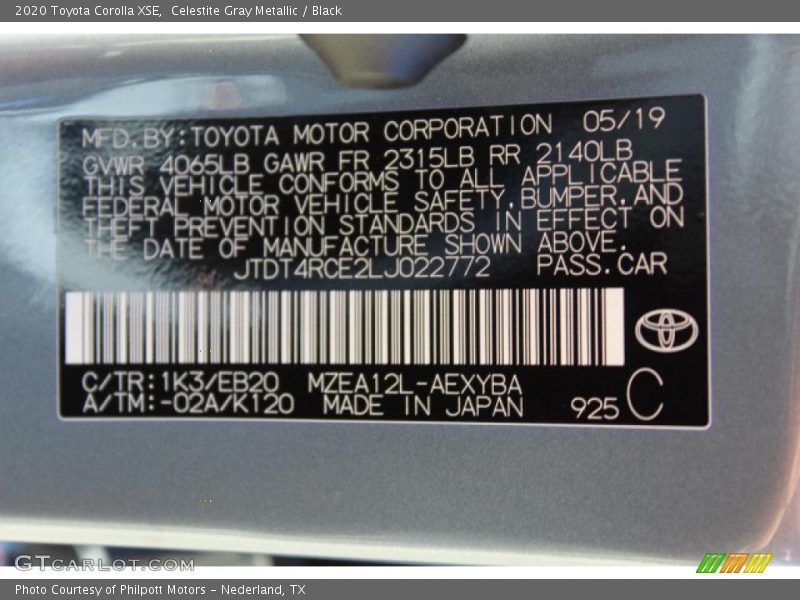 2020 Toyota Corolla XSE,  Celestite Gray Metallic / Black
MFD.BY:TOYOTA MOTOR CORPORATION 05/19
GVWR 4065LB GAWR FR 2315LB RR 2140LB
THIS VEHICLE CONFORMS TO ALL APPLICABLE
FEDERAL MOTOR VEHICLE SAFETY,BUMPER,AND
THEFT PREVENTION STANDARDS IN EFFECT ON
THE DATE OF MANUFACTURE SHOWN ABOVE.
JTDT4RCE2LJ022772 PASS.CAR
C/TR:1K3/EB20 MZEA12L-AEXYBA
A/TM:-02A/K120 MADE IN JAPAN 925 C
GTCARLOT.COM
Photo Courtesy of Philpott Motors - Nederland, TX